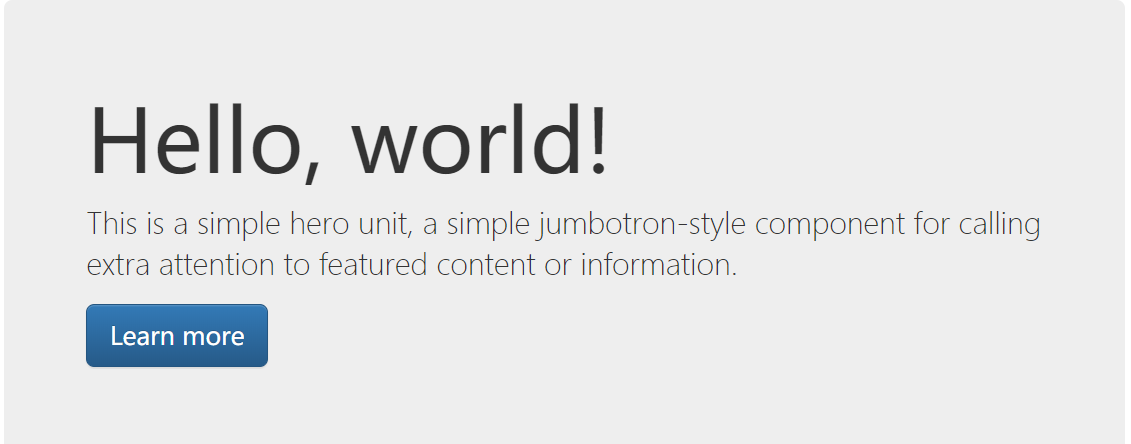 Hello, world!
This is a simple hero unit, a simple jumbotron-style component for calling
extra attention to featured content or information.
Learn more